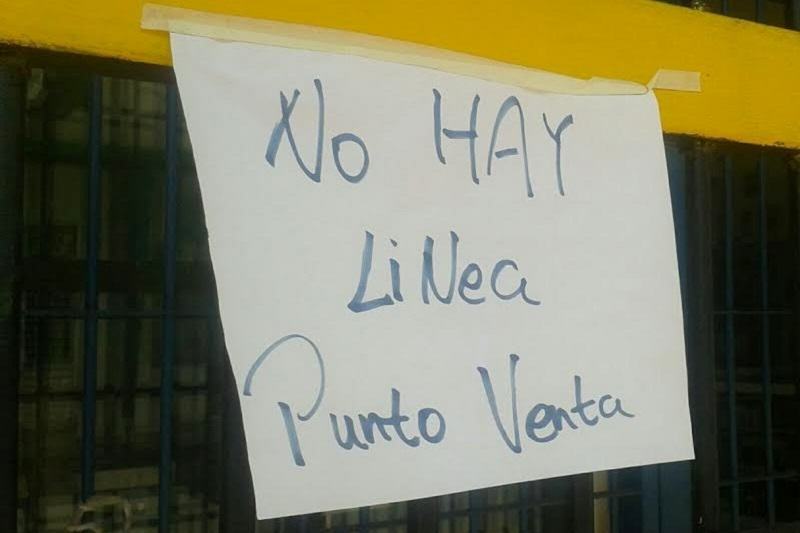 No HAY
LiNea
Punto Venta